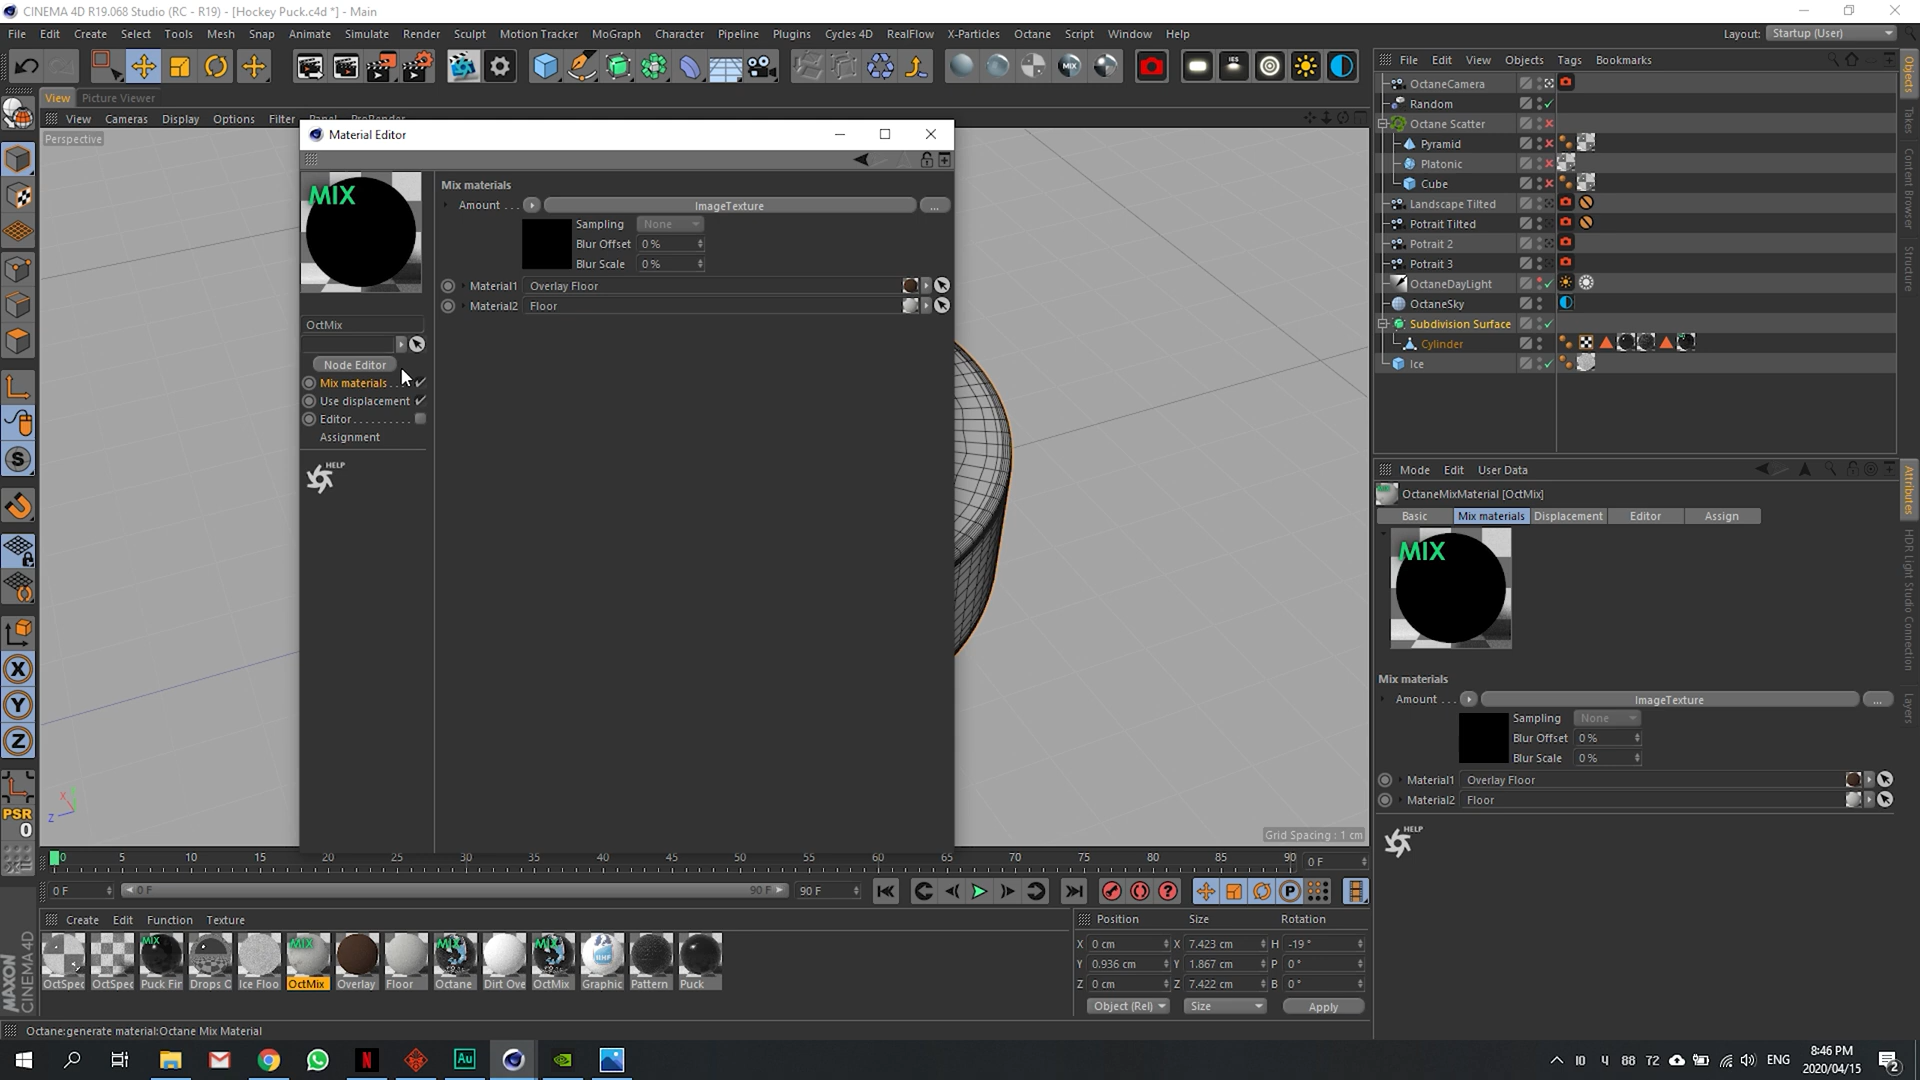 CINEMA 4D R19.068 Studio (RC - R19) - [Hockey Puck.c4d *] - Main
File Edit Create Select Tools Mesh Snap Animate Simulate Render Sculpt Motion Tracker MoGraph Character Pipeline Plugins Cycles 4D RealFlow X-Particles Octane Script Window Help
Layout: Startup (User)
View Picture Viewer
View Cameras Display Options Filter Panel ProRender
Perspective
Material Editor
MIX
OctMix
Node Editor
Mix materials
Use displacement
Editor
Assignment
HELP
Mix materials
Amount . . . ImageTexture ...
Sampling None
Blur Offset 0 %
Blur Scale 0 %
Material1 Overlay Floor
Material2 Floor
Grid Spacing : 1 cm
File Edit View Objects Tags Bookmarks
OctaneCamera
Random
Octane Scatter
Pyramid
Platonic
Cube
Landscape Tilted
Potrait Tilted
Potrait 2
Potrait 3
OctaneDayLight
OctaneSky
Subdivision Surface
Cylinder
Ice
Objects
Takes
Content Browser
Structure
Mode Edit User Data
OctaneMixMaterial [OctMix]
Basic Mix materials Displacement Editor Assign
MIX
Mix materials
Amount . . . ImageTexture ...
Sampling None
Blur Offset 0 %
Blur Scale 0 %
Material1 Overlay Floor
Material2 Floor
HELP
Attributes
HDR Light Studio Connection
Layers
X
Y
Z
S
PSR
0
0 5 10 15 20 25 30 35 40 45 50 55 60 65 70 75 80 85 90 0 F
0 F 0 F 90 F 90 F
Create Edit Function Texture
OctSpec OctSpec Puck Fir Drops C Ice Floo OctMix Overlay Floor Octane Dirt Ove OctMix Graphic Pattern Puck
Position Size Rotation
X 0 cm X 7.423 cm H -19 °
Y 0.936 cm Y 1.867 cm P 0 °
Z 0 cm Z 7.422 cm B 0 °
Object (Rel) Size Apply
MAXON CINEMA 4D
Octane:generate material:Octane Mix Material
ENG
8:46 PM
2020/04/15